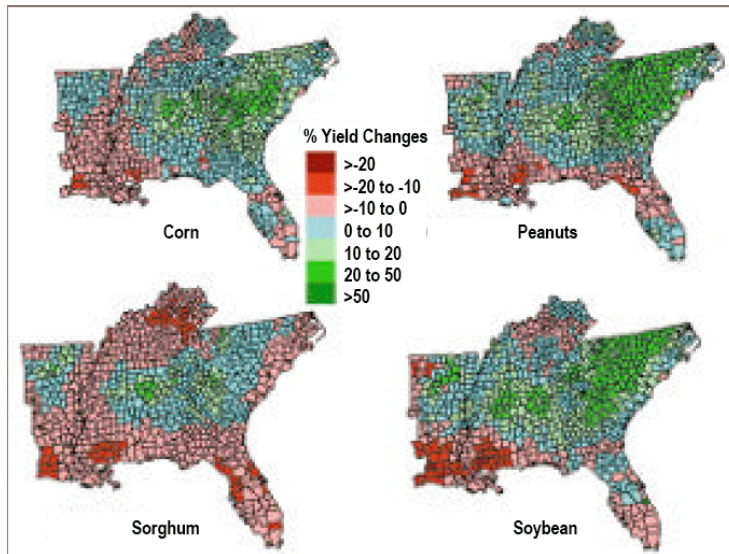 % Yield Changes
>-20
>-20 to -10
>-10 to 0
0 to 10
10 to 20
20 to 50
>50
Corn
Peanuts
Sorghum
Soybean